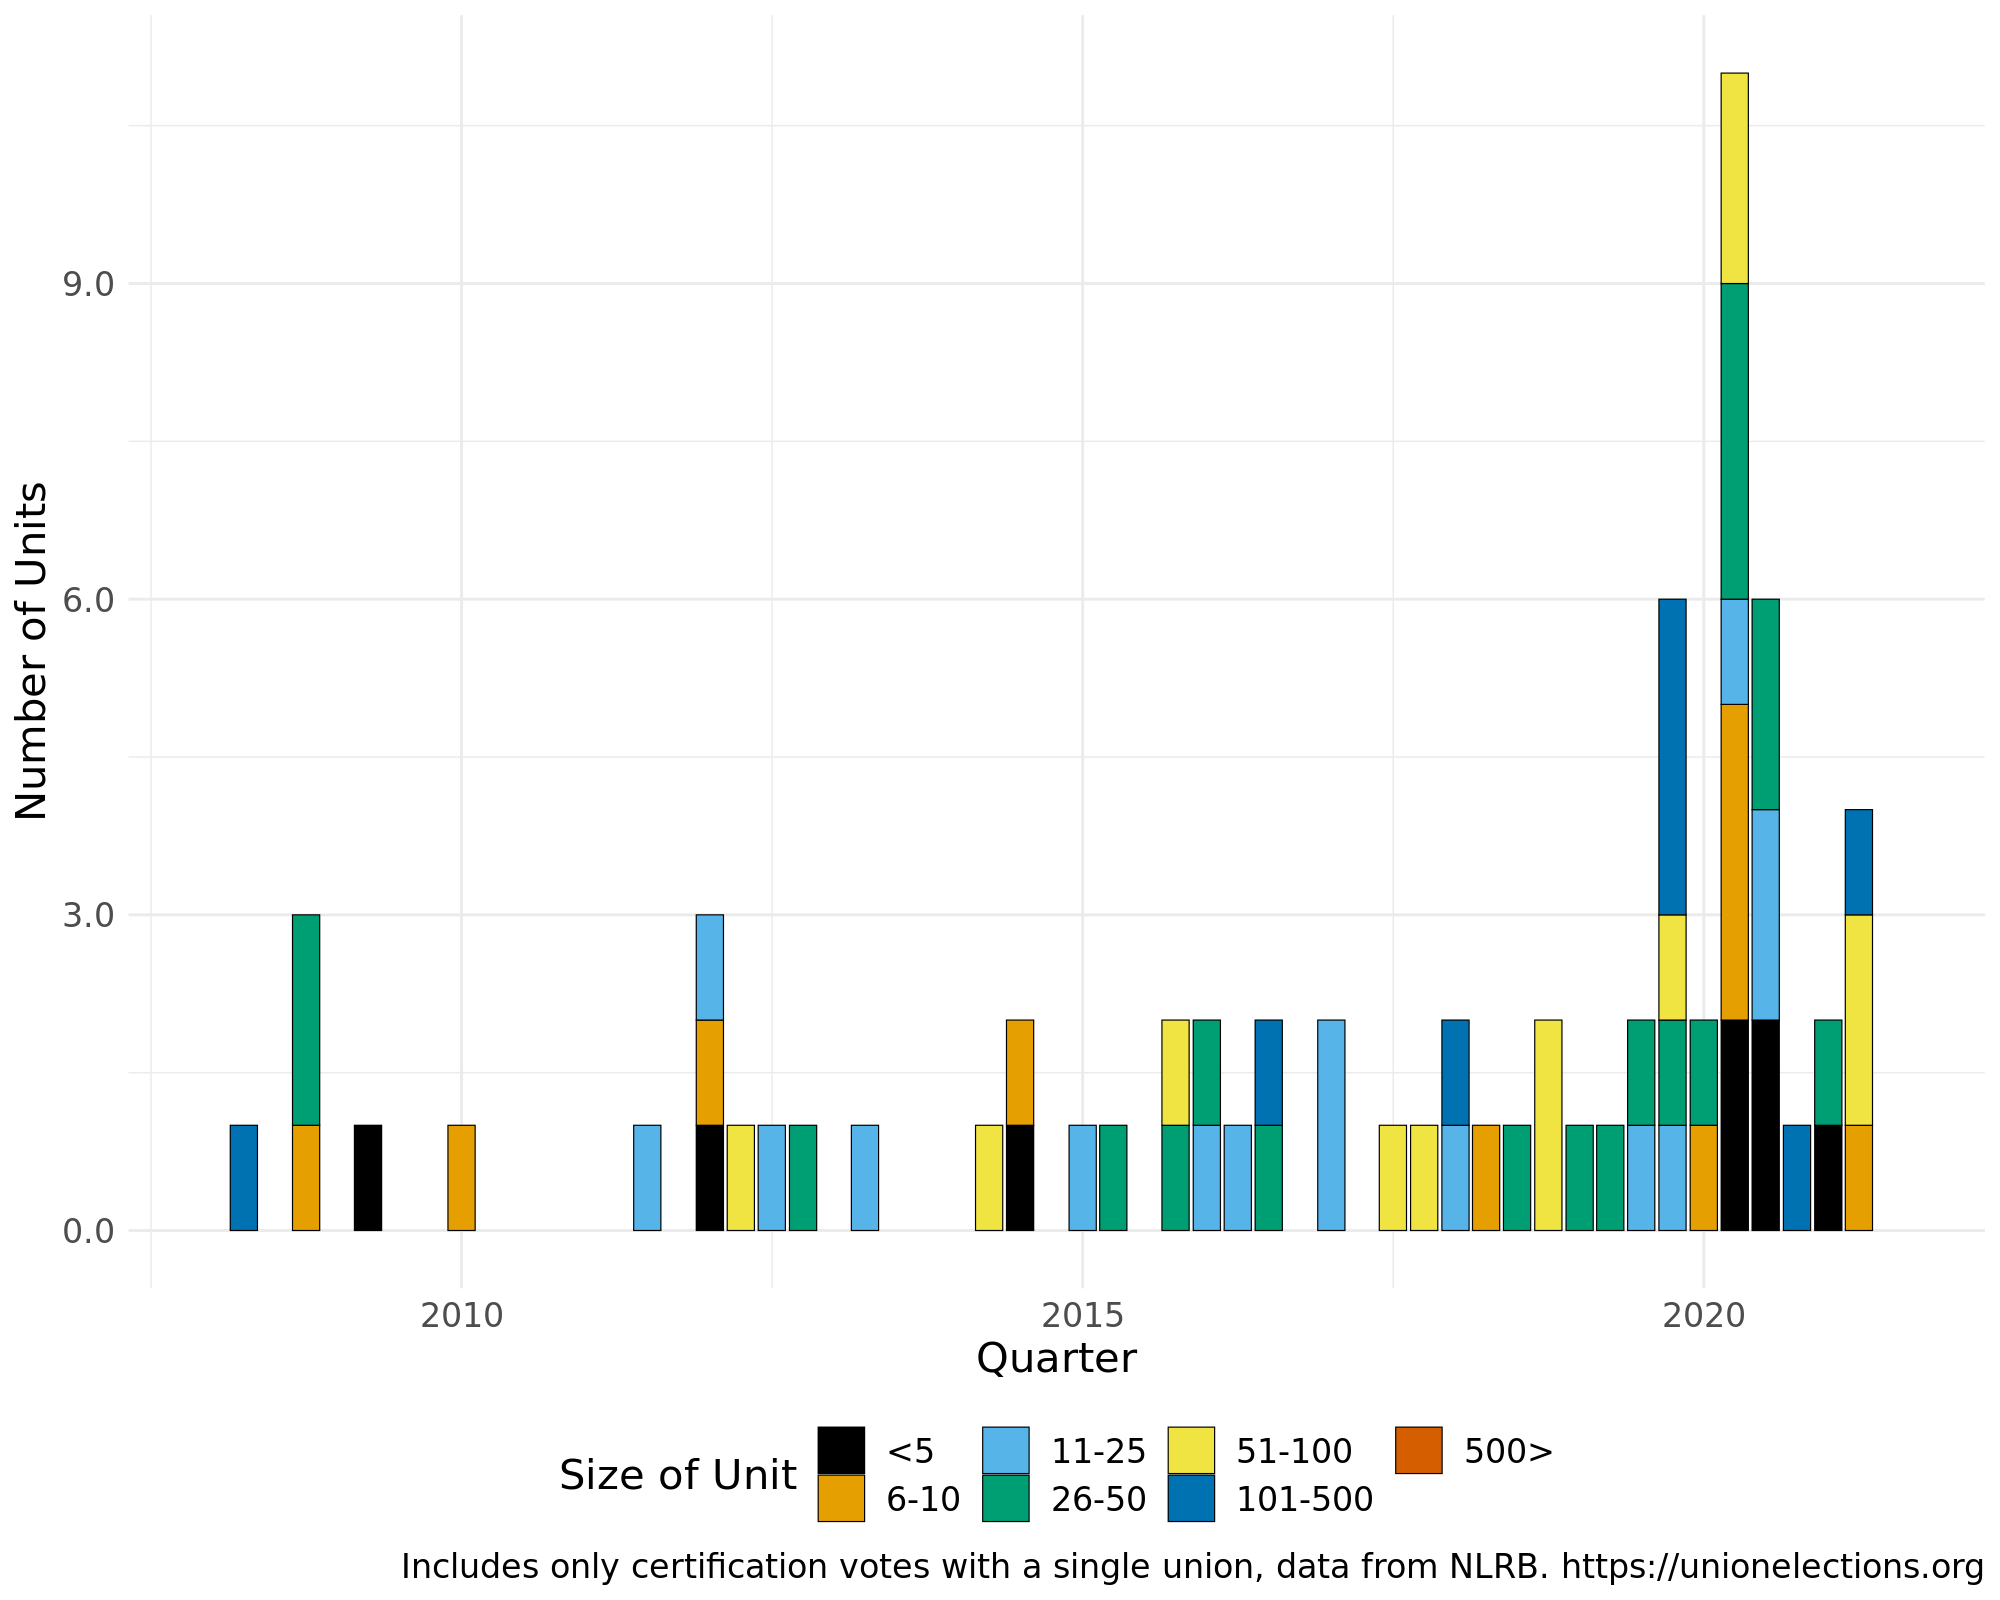 Number of Units
9.0
6.0
3.0
0.0
2010 2015 2020
Quarter
Size of Unit
<5 11-25 51-100 500>
6-10 26-50 101-500
Includes only certification votes with a single union, data from NLRB. https://unionelections.org